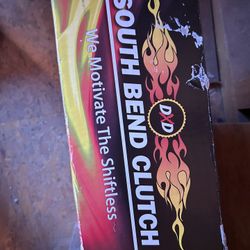 SOUTH BEND CLUTCH
DXD
We Motivate The Shiftless~